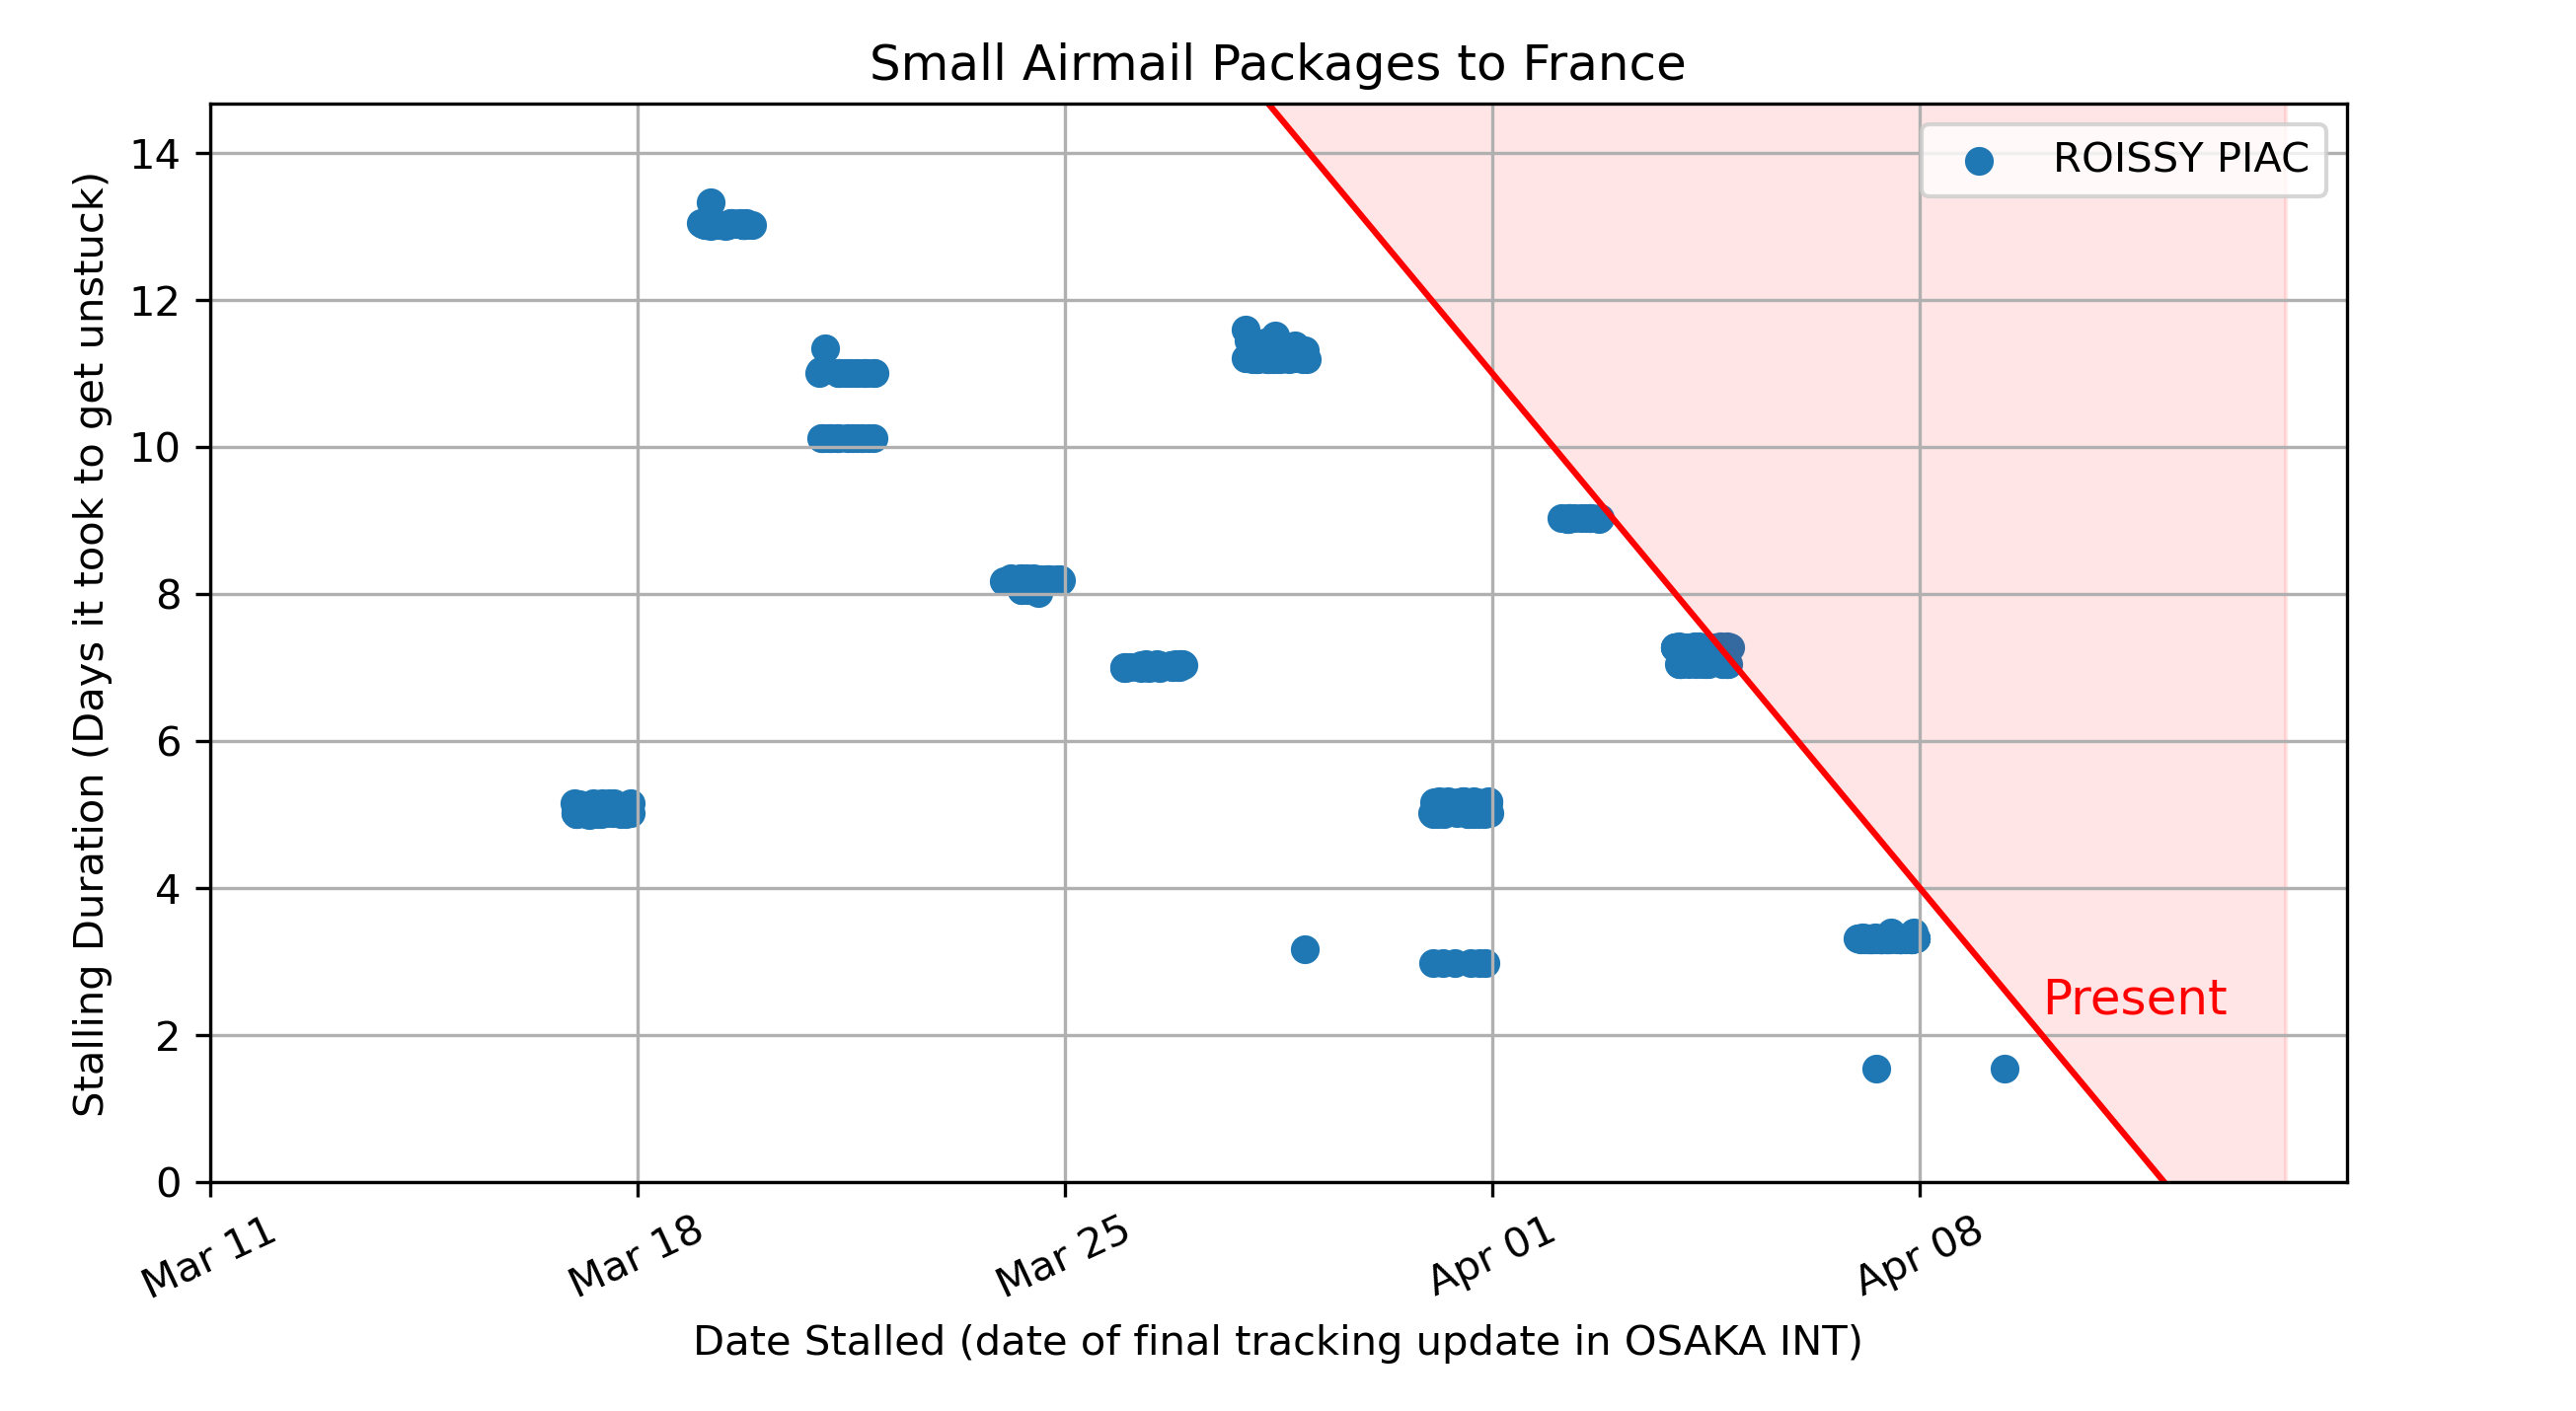 Small Airmail Packages to France
Stalling Duration (Days it took to get unstuck)
14
12
10
8
6
4
2
0
ROISSY PIAC
Present
Mar 11
Mar 18
Mar 25
Apr 01
Apr 08
Date Stalled (date of final tracking update in OSAKA INT)